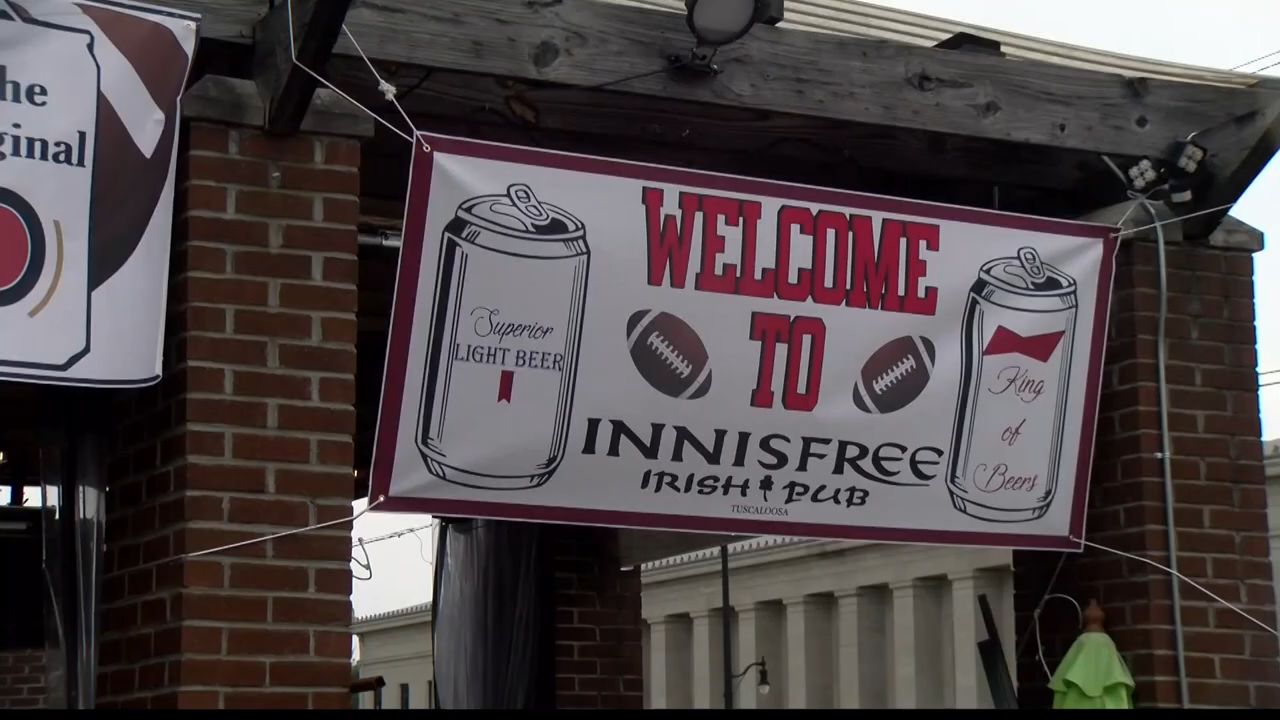 he
ginal
Superior
LIGHT BEER
WELCOME
TO
INNISFREE
IRISH PUB
TUSCALOOSA
King
of
Beers